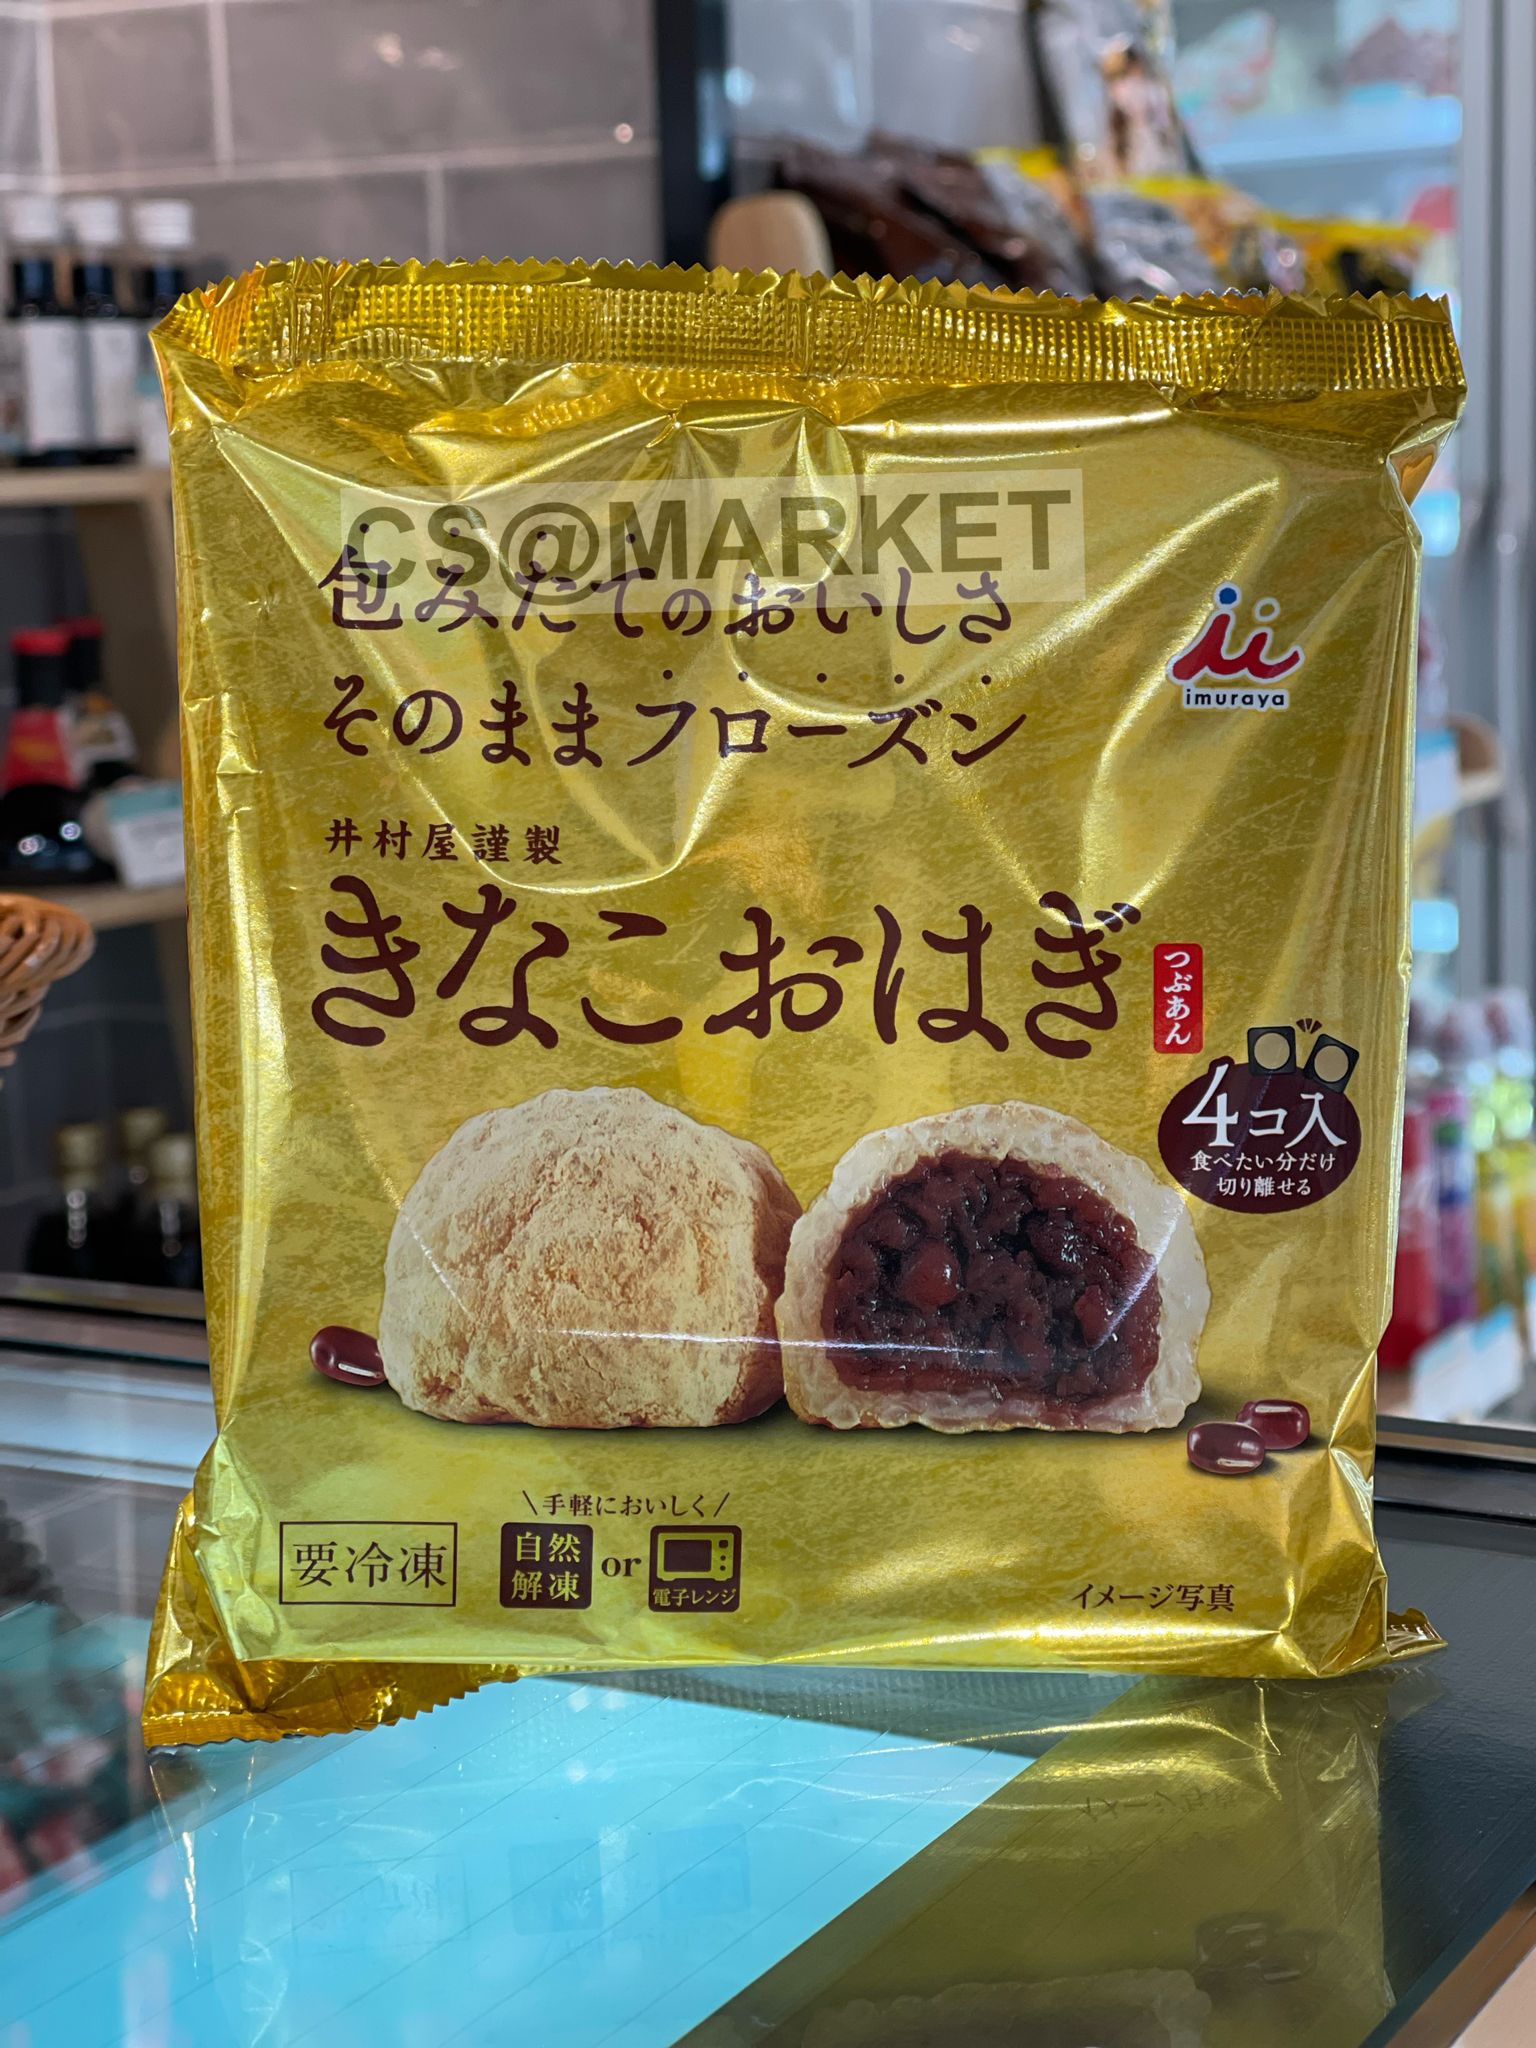 CS@MARKET
包みたてのおいしさ
そのままフローズン
imuraya
井村屋謹製
きなこおはぎ
つぶあん
4コ入
食べたい分だけ
切り離せる
手軽においしく
要冷凍
自然
解凍
or
電子レンジ
イメージ写真